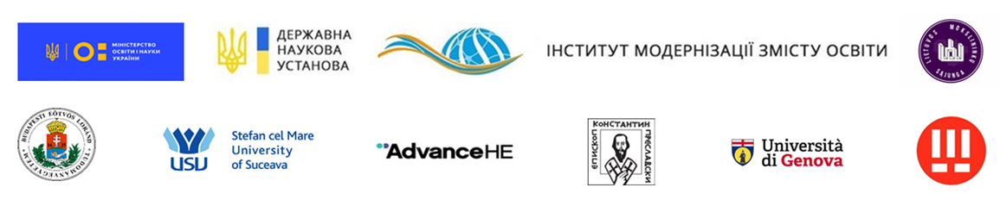 МІНІСТЕРСТВО
ОСВІТИ І НАУКИ
УКРАЇНИ
ДЕРЖАВНА
НАУКОВА
УСТАНОВА
ІНСТИТУТ МОДЕРНІЗАЦІЇ ЗМІСТУ ОСВІТИ
LIETUVOS MOKSLININKŲ
SĄJUNGA
BUDAPESTI EÖTVÖS LORÁND TUDOMÁNYEGYETEM
USV
Stefan cel Mare
University
of Suceava
AdvanceHE
ЕПИСКОП
КОНСТАНТИН
ПРЕСЛАВСКИ
Università
di Genova